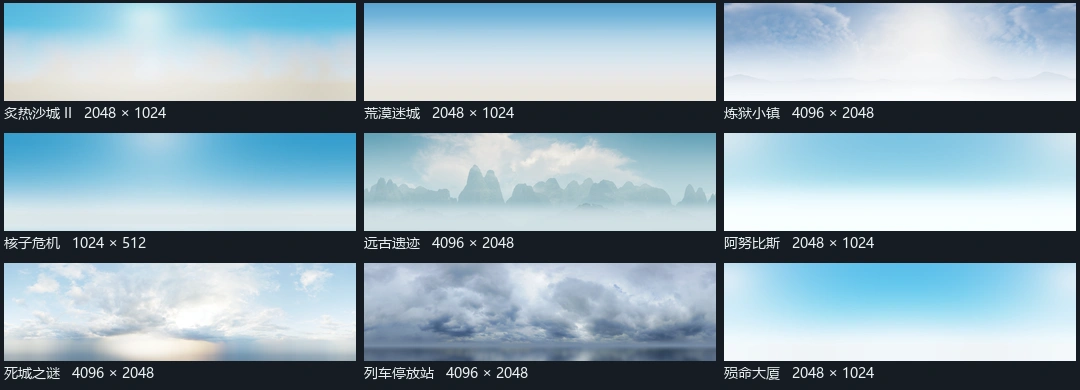 炙热沙城 II 2048 × 1024
荒漠迷城 2048 × 1024
炼狱小镇 4096 × 2048
核子危机 1024 × 512
远古遗迹 4096 × 2048
阿努比斯 2048 × 1024
死城之谜 4096 × 2048
列车停放站 4096 × 2048
殒命大厦 2048 × 1024